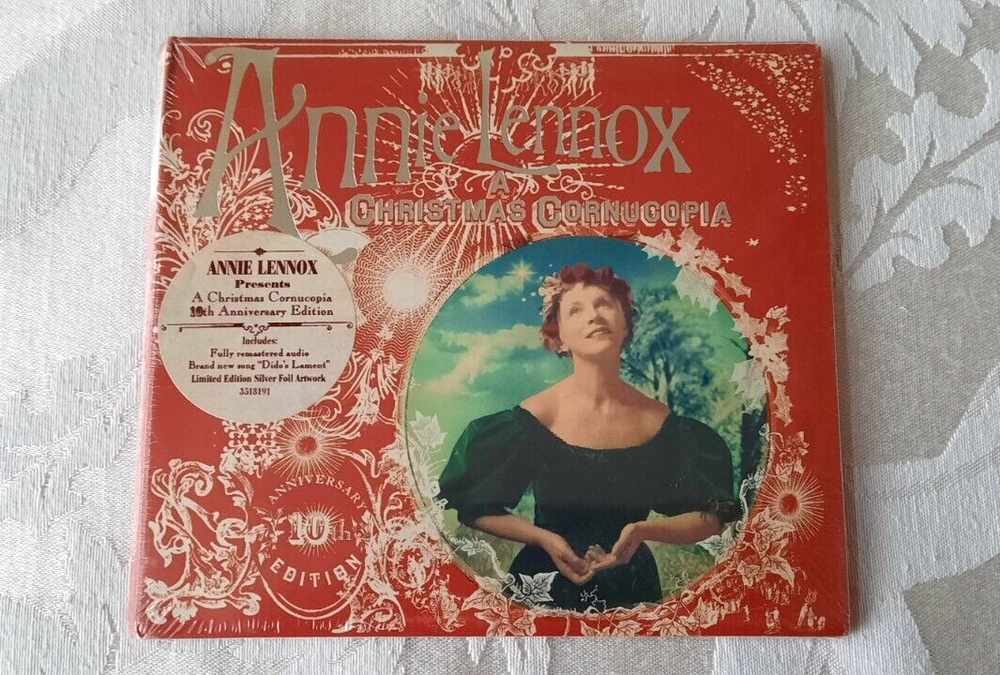 Annie Lennox
A
CHRISTMAS CORNUCOPIA
ANNIE LENNOX
Presents
A Christmas Cornucopia
10th Anniversary Edition
Includes:
Fully remastered audio
Brand new song "Dido's Lament"
Limited Edition Silver Foil Artwork
3518191
ANNIVERSARY
10th
EDITION